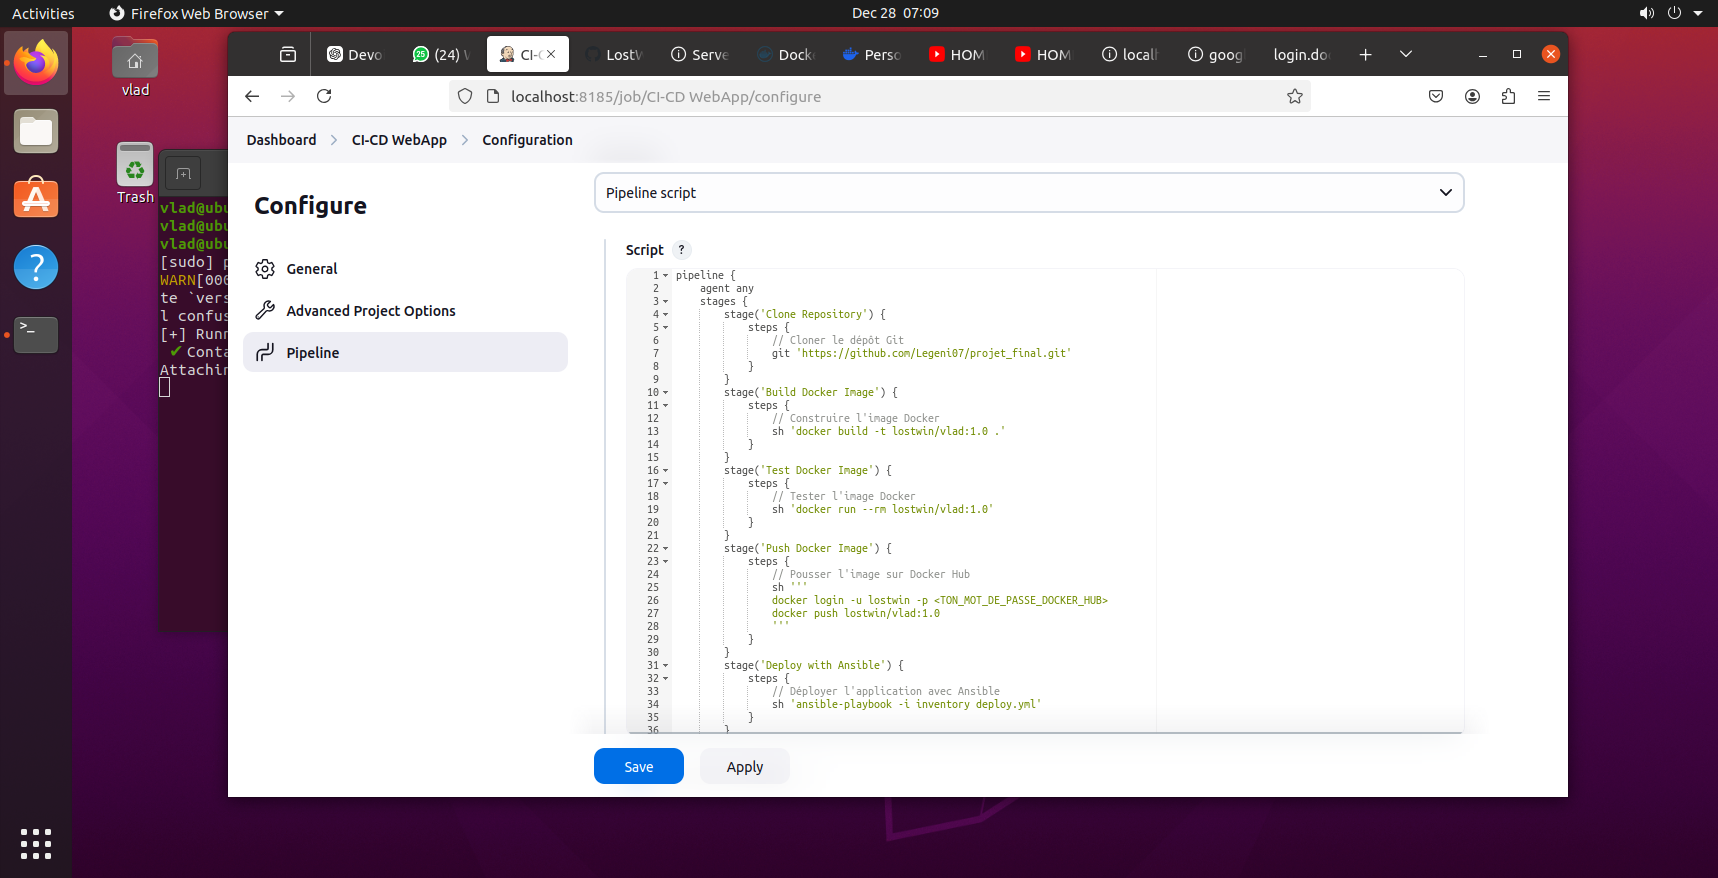 Activities
Firefox Web Browser
Dec 28 07:09
vlad
Trash
Devo
(24) W
25
CI-C
LostW
Serve
Docke
Perso
HOM
HOM
local
goog
login.do
localhost:8185/job/CI-CD WebApp/configure
Dashboard
CI-CD WebApp
Configuration
vlad@ubu
vlad@ubu
vlad@ubu
[sudo] p
WARN[000
te `vers
l confus
[+] Runn
✔ Conta
Attachin
Configure
General
Advanced Project Options
Pipeline
Pipeline script
Script ?
1 pipeline {
2 agent any
3 stages {
4 stage('Clone Repository') {
5 steps {
6 // Cloner le dépôt Git
7 git 'https://github.com/Legeni07/projet_final.git'
8 }
9 }
10 stage('Build Docker Image') {
11 steps {
12 // Construire l'image Docker
13 sh 'docker build -t lostwin/vlad:1.0 .'
14 }
15 }
16 stage('Test Docker Image') {
17 steps {
18 // Tester l'image Docker
19 sh 'docker run --rm lostwin/vlad:1.0'
20 }
21 }
22 stage('Push Docker Image') {
23 steps {
24 // Pousser l'image sur Docker Hub
25 sh '''
26 docker login -u lostwin -p <TON_MOT_DE_PASSE_DOCKER_HUB>
27 docker push lostwin/vlad:1.0
28 '''
29 }
30 }
31 stage('Deploy with Ansible') {
32 steps {
33 // Déployer l'application avec Ansible
34 sh 'ansible-playbook -i inventory deploy.yml'
35 }
36 }
Save
Apply